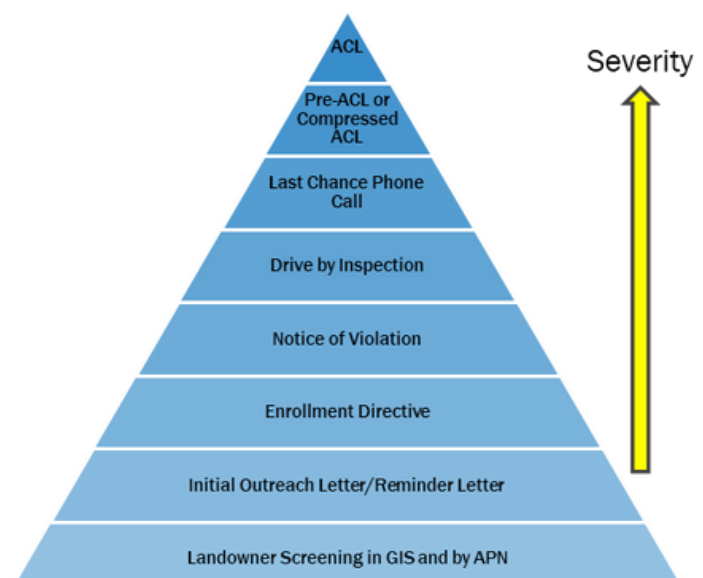 ACL
Severity
Pre-ACL or
Compressed
ACL
Last Chance Phone
Call
Drive by Inspection
Notice of Violation
Enrollment Directive
Initial Outreach Letter/Reminder Letter
Landowner Screening in GIS and by APN